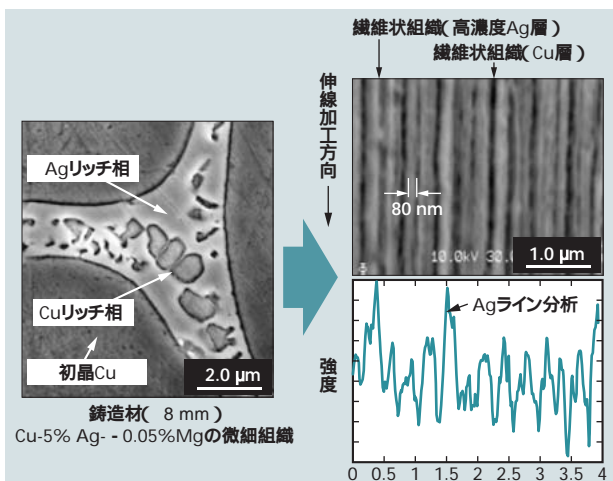 繊維状組織(高濃度Ag層)
繊維状組織(Cu層)
伸線加工方向
80 nm
10.0kV 30.0
1.0 µm
Agリッチ相
Cuリッチ相
初晶Cu
2.0 µm
鋳造材( 8 mm)
Cu-5% Ag- - 0.05%Mgの微細組織
Agライン分析
強度
0 0.5 1 1.5 2 2.5 3 3.5 4